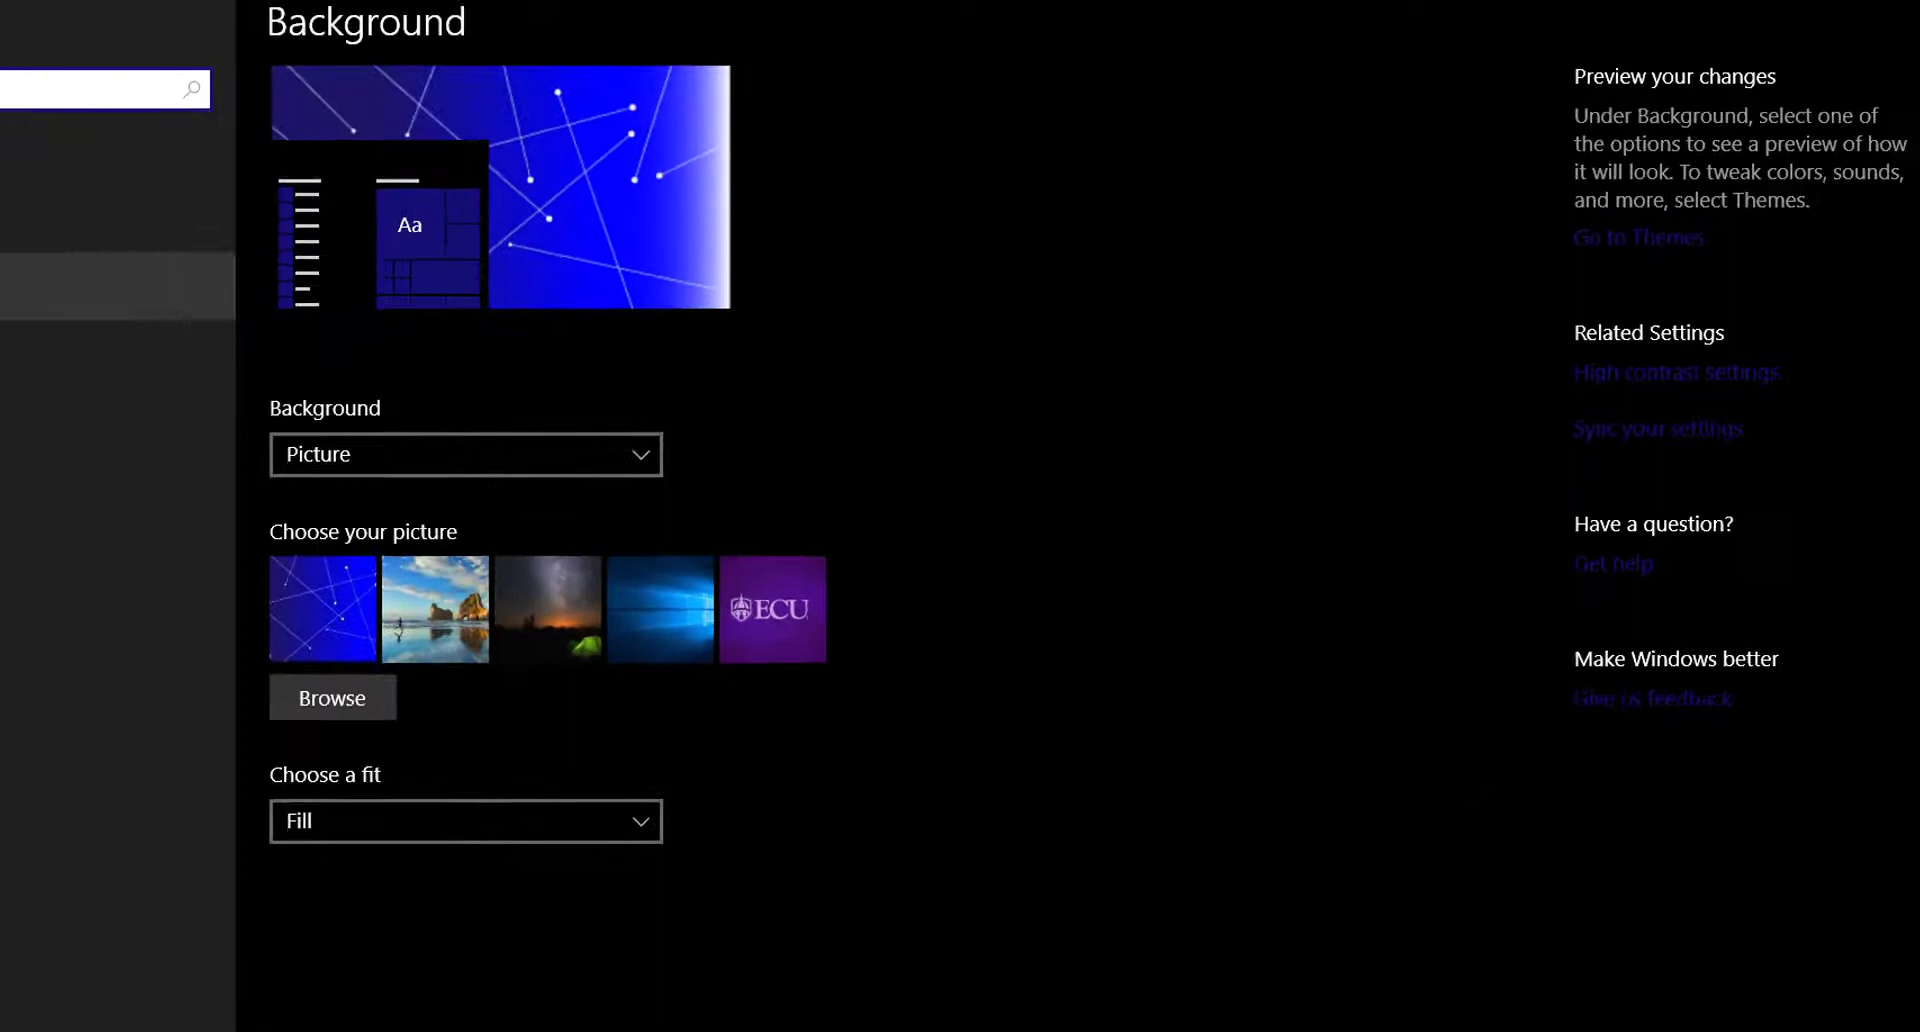 Background
Aa
Background
Picture
Choose your picture
ECU
Browse
Choose a fit
Fill
Preview your changes
Under Background, select one of
the options to see a preview of how
it will look. To tweak colors, sounds,
and more, select Themes.
Go to Themes
Related Settings
High contrast settings
Sync your settings
Have a question?
Get help
Make Windows better
Give us feedback